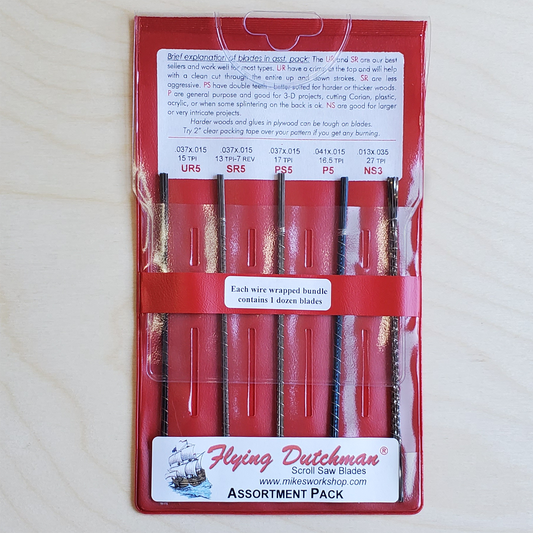 Brief explanation of blades in asst. pack: The UR and SR are our best
sellers and work well for most types. UR have a crimp at the top and will help
with a clean cut through the entire up and down strokes. SR are less
aggressive. PS have double teeth - better suited for harder or thicker woods.
P are general purpose and good for 3-D projects, cutting Corian, plastic,
acrylic, or when some splintering on the back is ok. NS are good for larger
or very intricate projects.
Harder woods and glues in plywood can be tough on blades.
Try 2" clear packing tape over your pattern if you get any burning.
.037x.015 .037x.015 .037x.015 .041x.015 .013x.035
15 TPI 13 TPI-7 REV 17 TPI 16.5 TPI 27 TPI
UR5 SR5 PS5 P5 NS3
Each wire wrapped bundle
contains 1 dozen blades
Flying Dutchman®
Scroll Saw Blades
www.mikesworkshop.com
ASSORTMENT PACK